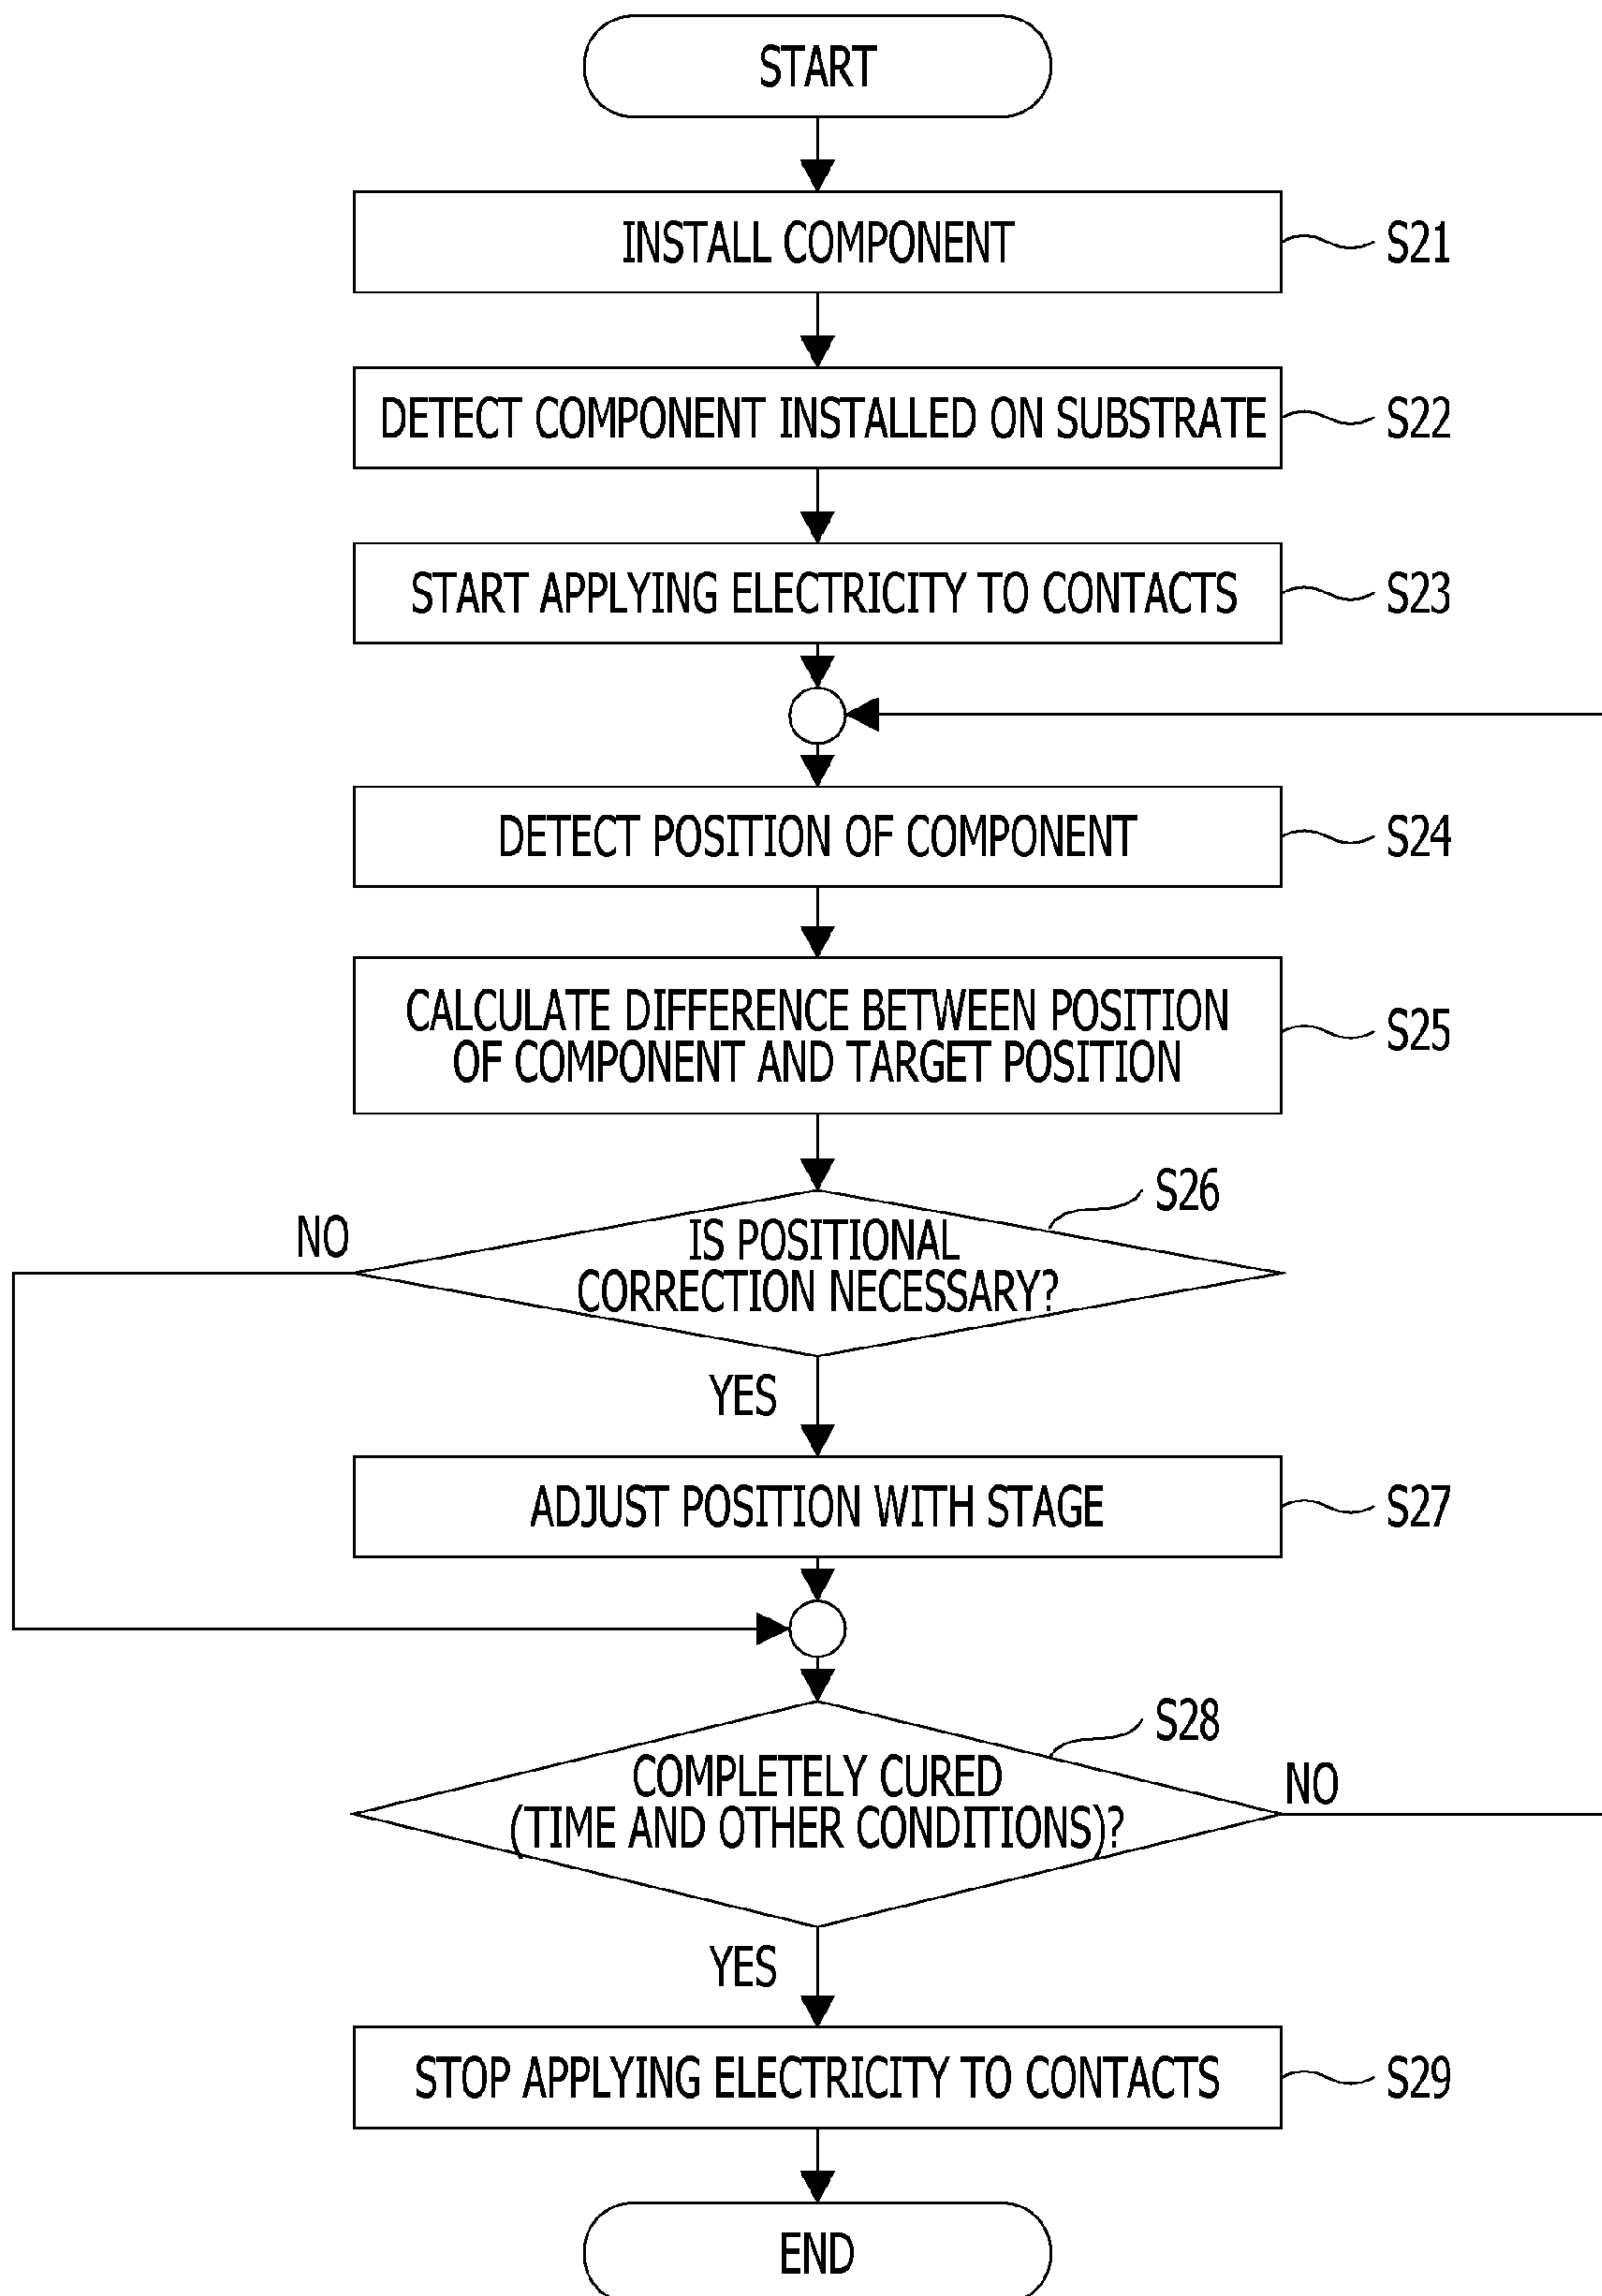 START
INSTALL COMPONENT
S21
DETECT COMPONENT INSTALLED ON SUBSTRATE
S22
START APPLYING ELECTRICITY TO CONTACTS
S23
DETECT POSITION OF COMPONENT
S24
CALCULATE DIFFERENCE BETWEEN POSITION
OF COMPONENT AND TARGET POSITION
S25
S26
NO
IS POSITIONAL
CORRECTION NECESSARY?
YES
ADJUST POSITION WITH STAGE
S27
S28
COMPLETELY CURED
(TIME AND OTHER CONDITIONS)?
NO
YES
STOP APPLYING ELECTRICITY TO CONTACTS
S29
END